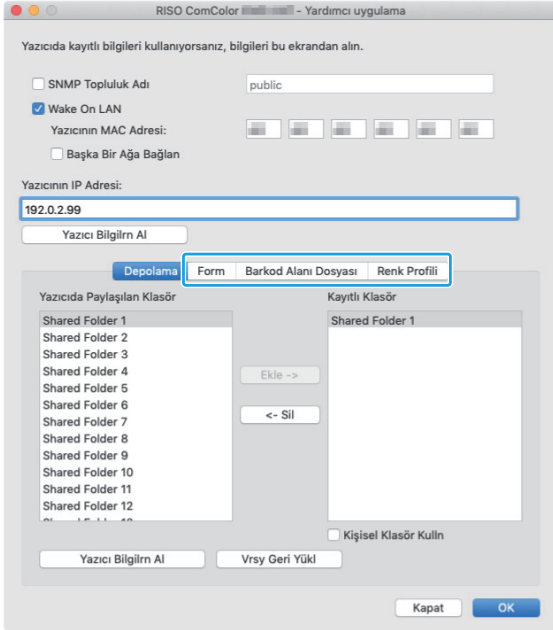 RISO ComColor - Yardımcı uygulama
Yazıcıda kayıtlı bilgileri kullanıyorsanız, bilgileri bu ekrandan alın.
SNMP Topluluk Adı
public
Wake On LAN
Yazıcının MAC Adresi:
Başka Bir Ağa Bağlan
Yazıcının IP Adresi:
192.0.2.99
Yazıcı Bilgilrn Al
Depolama Form Barkod Alanı Dosyası Renk Profili
Yazıcıda Paylaşılan Klasör
Shared Folder 1
Shared Folder 2
Shared Folder 3
Shared Folder 4
Shared Folder 5
Shared Folder 6
Shared Folder 7
Shared Folder 8
Shared Folder 9
Shared Folder 10
Shared Folder 11
Shared Folder 12
Ekle ->
<- Sil
Kayıtlı Klasör
Shared Folder 1
Kişisel Klasör Kulln
Yazıcı Bilgilrn Al
Vrsy Geri Yükl
Kapat
OK